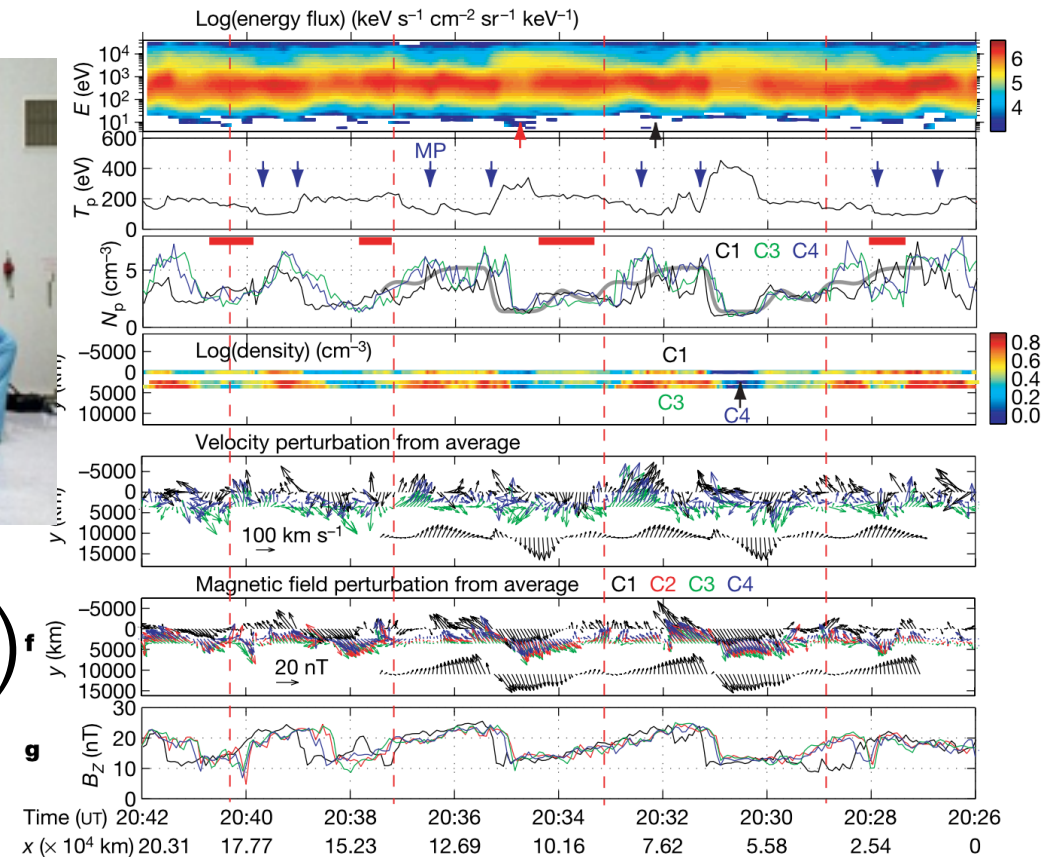 Log(energy flux) (keV s⁻¹ cm⁻² sr⁻¹ keV⁻¹)
E (eV)
10⁴
10³
10²
10¹
6
5
4
Tₚ (eV)
600
400
200
0
MP
Nₚ (cm⁻³)
5
0
C1 C3 C4
Log(density) (cm⁻³)
−5000
0
5000
10000
C1
C3
C4
0.8
0.6
0.4
0.2
0.0
Velocity perturbation from average
−5000
0
5000
10000
15000
100 km s⁻¹
Magnetic field perturbation from average C1 C2 C3 C4
f
y (km)
−5000
0
5000
10000
15000
20 nT
g
B_Z (nT)
30
20
10
0
Time (UT) 20:42 20:40 20:38 20:36 20:34 20:32 20:30 20:28 20:26
x (× 10⁴ km) 20.31 17.77 15.23 12.69 10.16 7.62 5.58 2.54 0